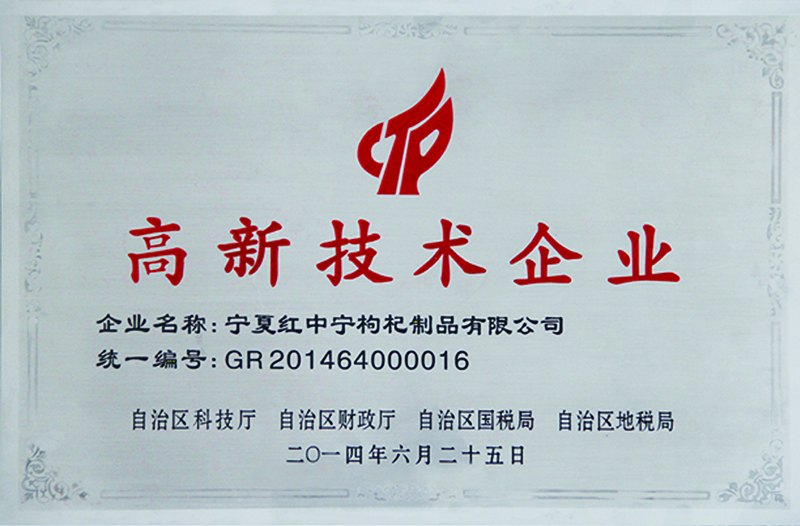 高新技术企业
企业名称:宁夏红中宁枸杞制品有限公司
统一编号:GR201464000016
自治区科技厅 自治区财政厅 自治区国税局 自治区地税局
二〇一四年六月二十五日